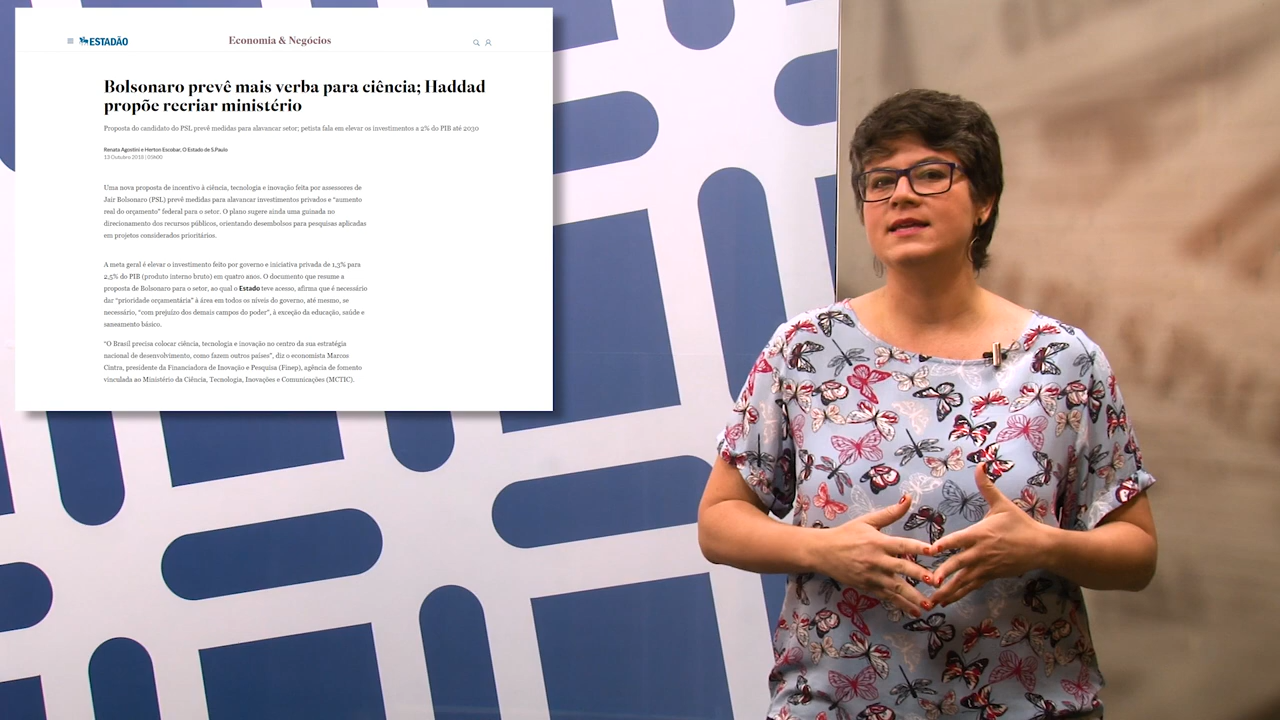 ESTADÃO
Economia & Negócios
Bolsonaro prevê mais verba para ciência; Haddad
propõe recriar ministério
Proposta do candidato do PSL prevê medidas para alavancar setor; petista fala em elevar os investimentos a 2% do PIB até 2030
Renata Agostini e Herton Escobar, O Estado de S.Paulo
13 Outubro 2018 | 05h00
Uma nova proposta de incentivo à ciência, tecnologia e inovação feita por assessores de
Jair Bolsonaro (PSL) prevê medidas para alavancar investimentos privados e “aumento
real do orçamento” federal para o setor. O plano sugere ainda uma guinada no
direcionamento dos recursos públicos, orientando desembolsos para pesquisas aplicadas
em projetos considerados prioritários.
A meta geral é elevar o investimento feito por governo e iniciativa privada de 1,3% para
2,5% do PIB (produto interno bruto) em quatro anos. O documento que resume a
proposta de Bolsonaro para o setor, ao qual o Estado teve acesso, afirma que é necessário
dar “prioridade orçamentária” à área em todos os níveis do governo, até mesmo, se
necessário, “com prejuízo dos demais campos do poder”, à exceção da educação, saúde e
saneamento básico.
“O Brasil precisa colocar ciência, tecnologia e inovação no centro da sua estratégia
nacional de desenvolvimento, como fazem outros países”, diz o economista Marcos
Cintra, presidente da Financiadora de Inovação e Pesquisa (Finep), agência de fomento
vinculada ao Ministério da Ciência, Tecnologia, Inovações e Comunicações (MCTIC).